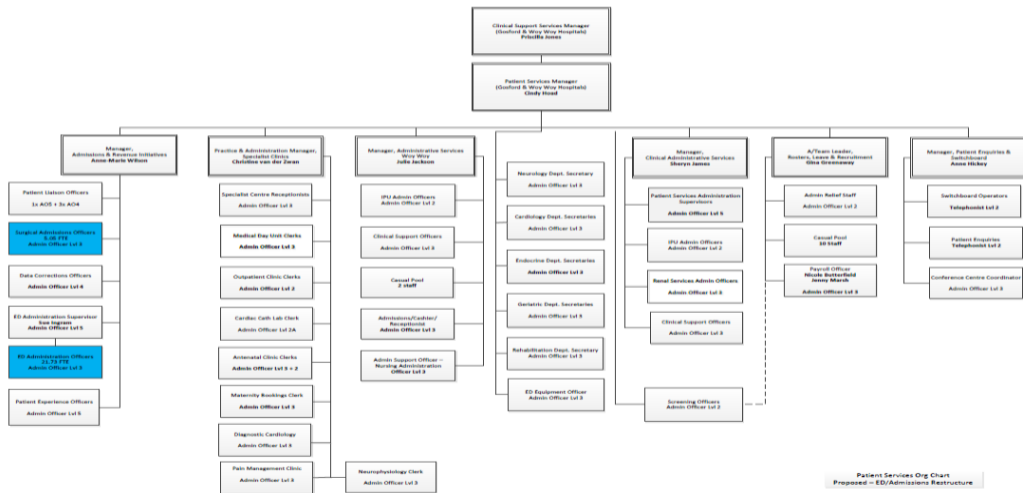 Clinical Support Services Manager
(Gosford & Woy Woy Hospitals)
Priscilla Jones
Patient Services Manager
(Gosford & Woy Woy Hospitals)
Cindy Hood
Manager,
Admissions & Revenue Initiatives
Anne-Marie Wilson
Patient Liaison Officers
1x AO5 + 3x AO4
Surgical Admissions Officers
FTE
Admin Officer Lvl 3
Data Corrections Officers
Admin Officer Lvl 4
ED Administration Supervisor
Sue Ingram
Admin Officer Lvl 5
ED Administration Officers
21.73 FTE
Admin Officer Lvl 3
Patient Experience Officers
Admin Officer Lvl 5
Practice & Administration Manager,
Specialist Clinics
Christine van der Zwan
Specialist Centre Receptionists
Admin Officer Lvl 3
Medical Day Unit Clerks
Admin Officer Lvl 3
Outpatient Clinic Clerks
Admin Officer Lvl 2
Cardiac Cath Lab Clerk
Admin Officer Lvl 2A
Antenatal Clinic Clerks
Admin Officer Lvl 3 + 2
Maternity Bookings Clerk
Admin Officer Lvl 3
Diagnostic Cardiology
Admin Officer Lvl 3
Pain Management Clinic
Admin Officer Lvl 3
Neurophysiology Clerk
Admin Officer Lvl 3
Manager, Administrative Services
Woy Woy
Julie Jackson
IPU Admin Officers
Admin Officer Lvl 2
Clinical Support Officers
Admin Officer Lvl 3
Casual Pool
2 staff
Admissions/Cashier/
Receptionist
Admin Officer Lvl 3
Admin Support Officer –
Nursing Administration
Officer Lvl 3
Neurology Dept. Secretary
Admin Officer Lvl 3
Cardiology Dept. Secretaries
Admin Officer Lvl 3
Endocrine Dept. Secretaries
Admin Officer Lvl 3
Geriatric Dept. Secretaries
Admin Officer Lvl 3
Rehabilitation Dept. Secretary
Admin Officer Lvl 3
ED Equipment Officer
Admin Officer Lvl 3
Manager,
Clinical Administrative Services
Sharyn James
Patient Services Administration
Supervisors
Admin Officer Lvl 5
IPU Admin Officers
Admin Officer Lvl 2
Renal Services Admin Officers
Admin Officer Lvl 3
Clinical Support Officers
Admin Officer Lvl 3
Screening Officers
Admin Officer Lvl 2
A/Team Leader,
Rosters, Leave & Recruitment
Gina Greenaway
Admin Relief Staff
Admin Officer Lvl 2
Casual Pool
10 Staff
Payroll Officer
Nicole Butterfield
Jenny Marsh
Admin Officer Lvl 3
Manager, Patient Enquiries &
Switchboard
Anne Hickey
Switchboard Operators
Telephonist Lvl 2
Patient Enquiries
Telephonist Lvl 2
Conference Centre Coordinator
Admin Officer Lvl 3
Patient Services Org Chart
Proposed – ED/Admissions Restructure